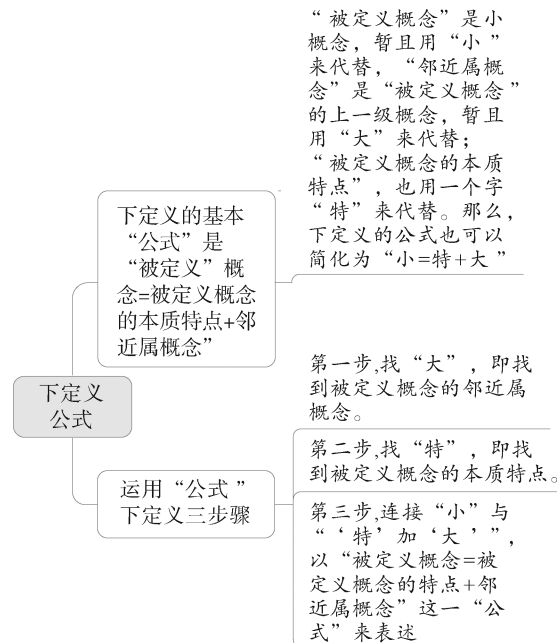 “被定义概念”是小
概念，暂且用“小”
来代替，“邻近属概
念”是“被定义概念”
的上一级概念，暂且
用“大”来代替；
“被定义概念的本质
特点”，也用一个字
“特”来代替。那么，
下定义的公式也可以
简化为“小=特+大”
下定义的基本
“公式”是
“被定义”概
念=被定义概念
的本质特点+邻
近属概念”
下定义
公式
第一步,找“大”，即找
到被定义概念的邻近属
概念。
第二步,找“特”，即找
到被定义概念的本质特点。
运用“公式”
下定义三步骤
第三步,连接“小”与
“‘特’加‘大’”，
以“被定义概念=被
定义概念的特点+邻
近属概念”这一“公
式”来表述